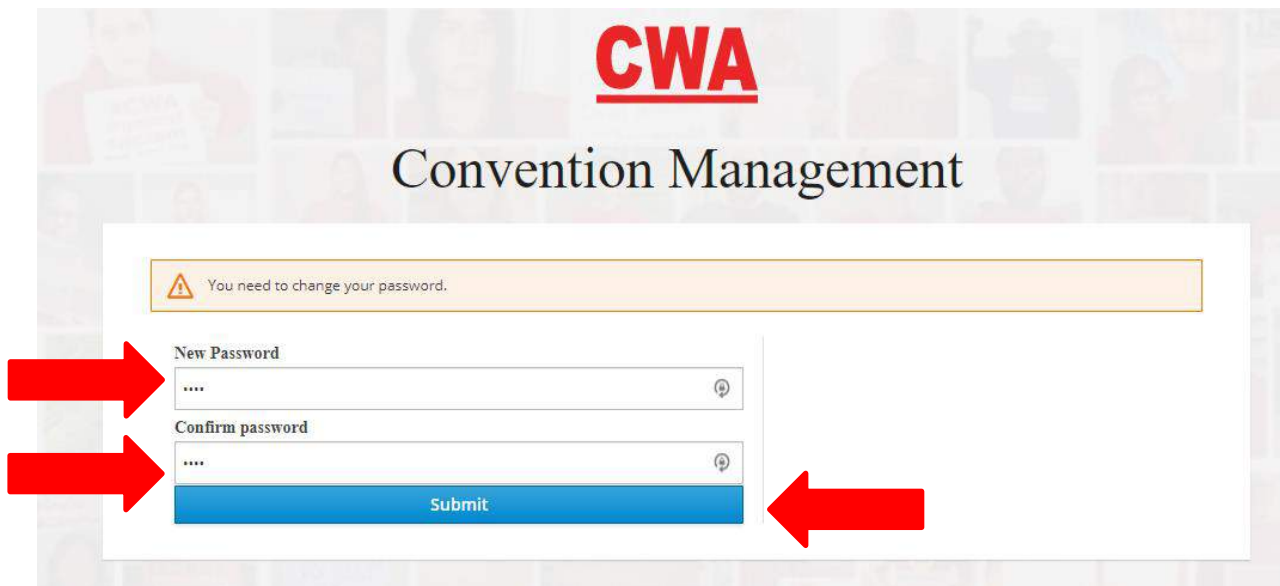 CWA
Convention Management
You need to change your password.
New Password
....
Confirm password
....
Submit